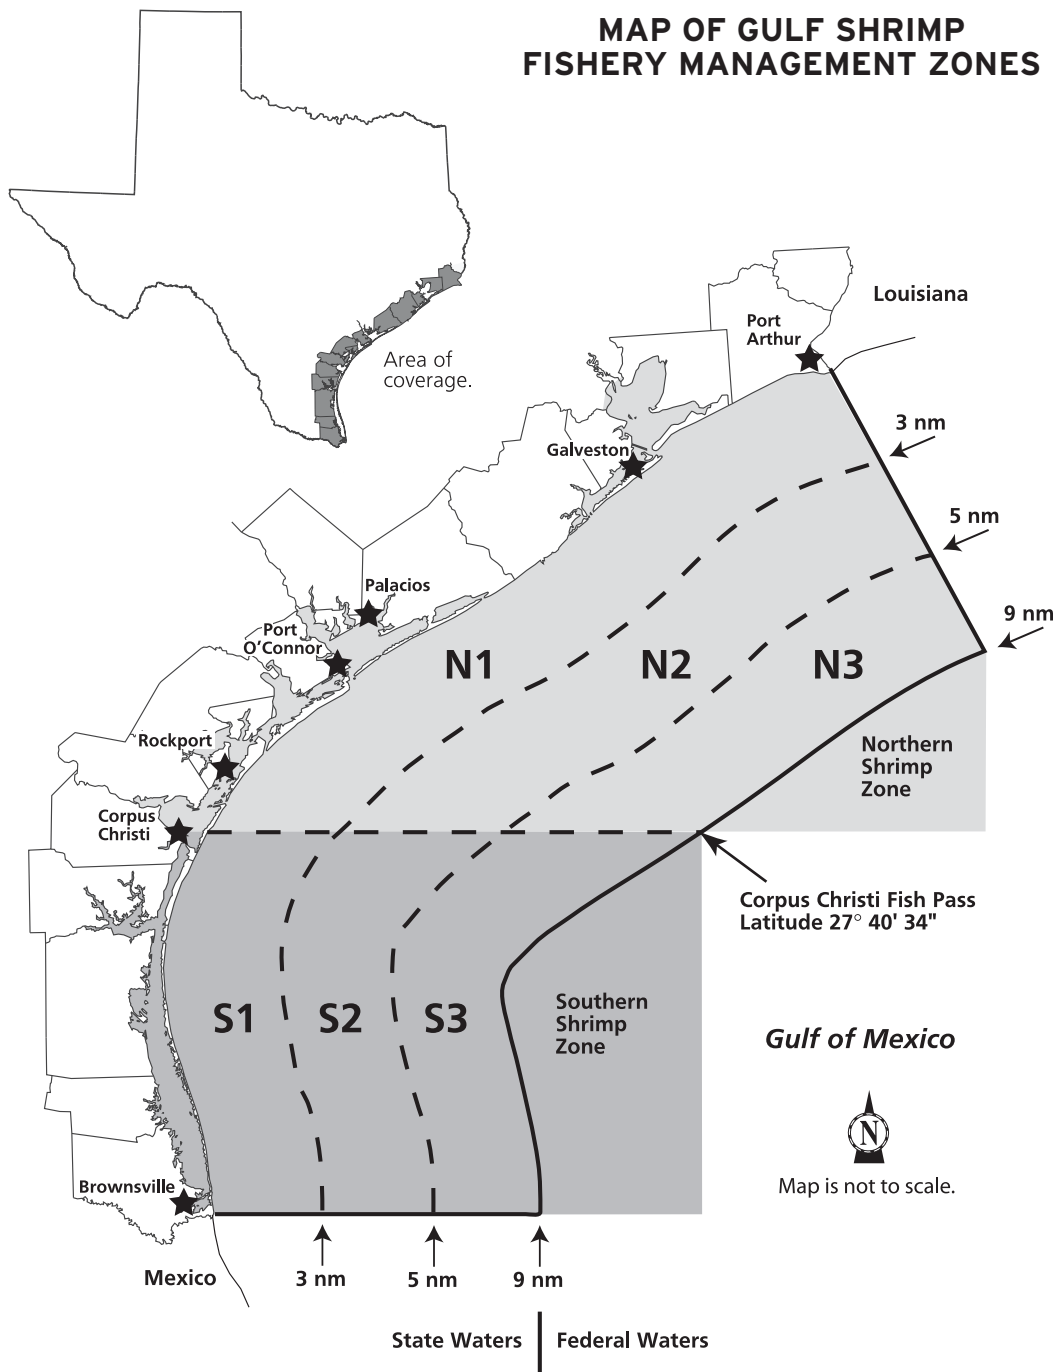 MAP OF GULF SHRIMP
FISHERY MANAGEMENT ZONES
Area of
coverage.
Louisiana
Port
Arthur
3 nm
Galveston
5 nm
Palacios
9 nm
Port
O'Connor
N1
N2
N3
Rockport
Northern
Shrimp
Zone
Corpus
Christi
Corpus Christi Fish Pass
Latitude 27° 40' 34"
S1
S2
S3
Southern
Shrimp
Zone
Gulf of Mexico
N
Map is not to scale.
Brownsville
Mexico
3 nm
5 nm
9 nm
State Waters
Federal Waters